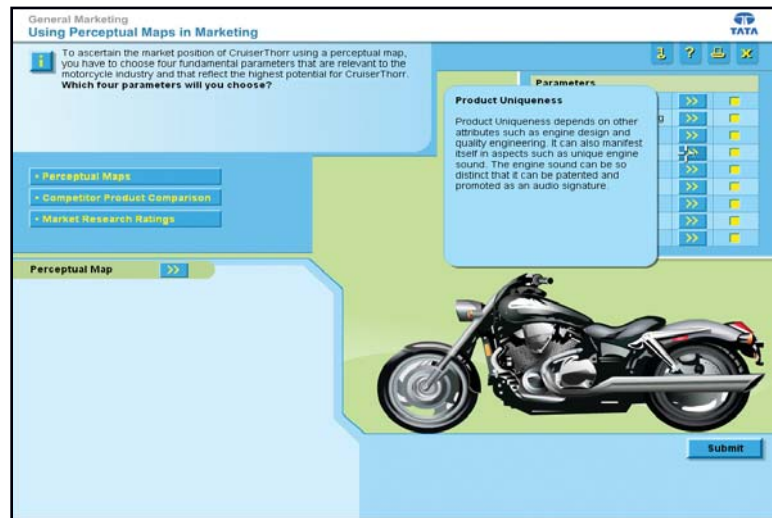 General Marketing
Using Perceptual Maps in Marketing
TATA
i
To ascertain the market position of CruiserThorr using a perceptual map,
you have to choose four fundamental parameters that are relevant to the
motorcycle industry and that reflect the highest potential for CruiserThorr.
Which four parameters will you choose?
?
x
Parameters
Product Uniqueness
Product Uniqueness depends on other
attributes such as engine design and
quality engineering. It can also manifest
itself in aspects such as unique engine
sound. The engine sound can be so
distinct that it can be patented and
promoted as an audio signature.
>>
g >>
>>
>>
>>
>>
>>
>>
>>
• Perceptual Maps
• Competitor Product Comparison
• Market Research Ratings
Perceptual Map >>
Submit